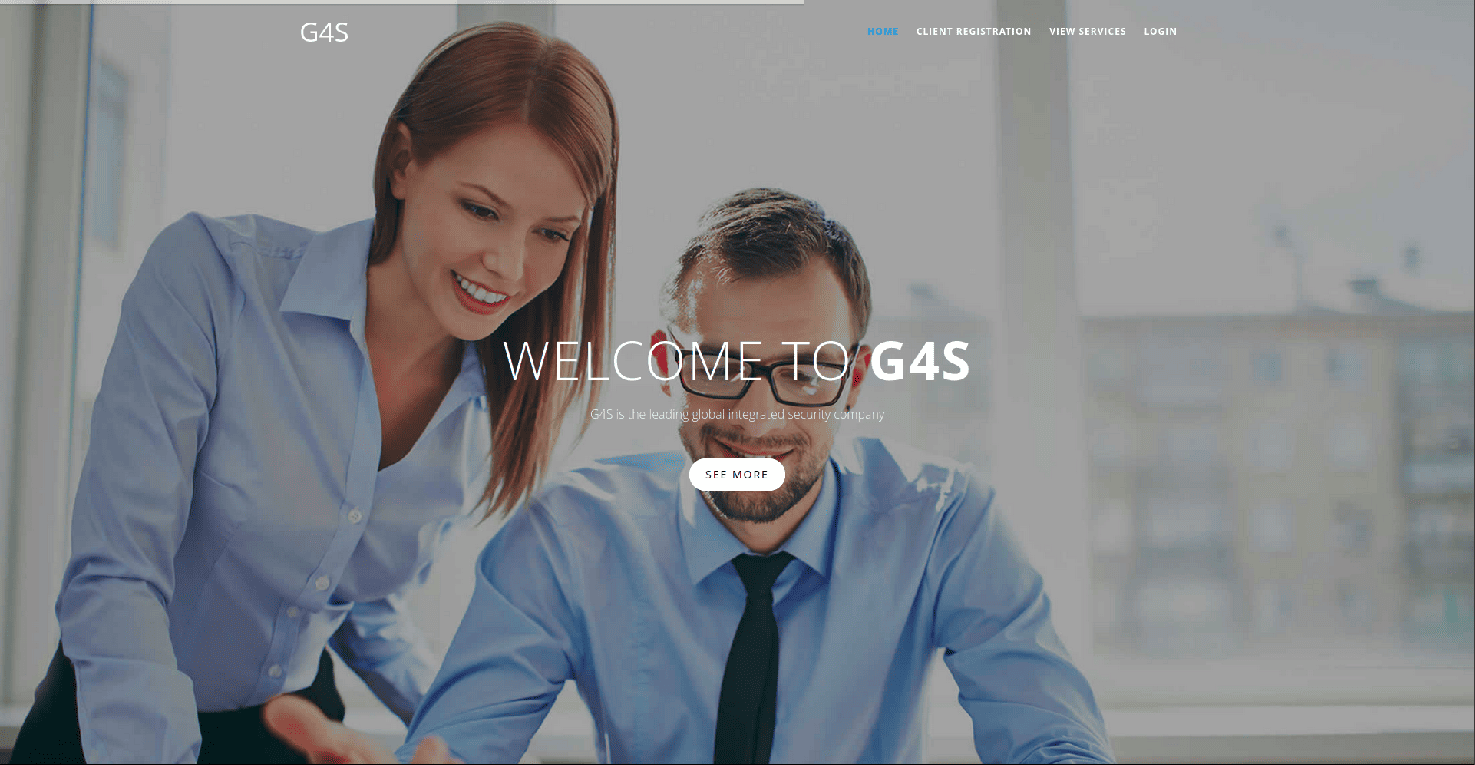 G4S
HOME CLIENT REGISTRATION VIEW SERVICES LOGIN
WELCOME TO G4S
G4S is the leading global integrated security company
SEE MORE